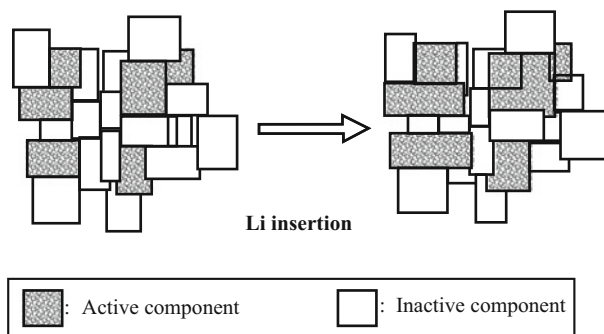 Li insertion
: Active component
: Inactive component